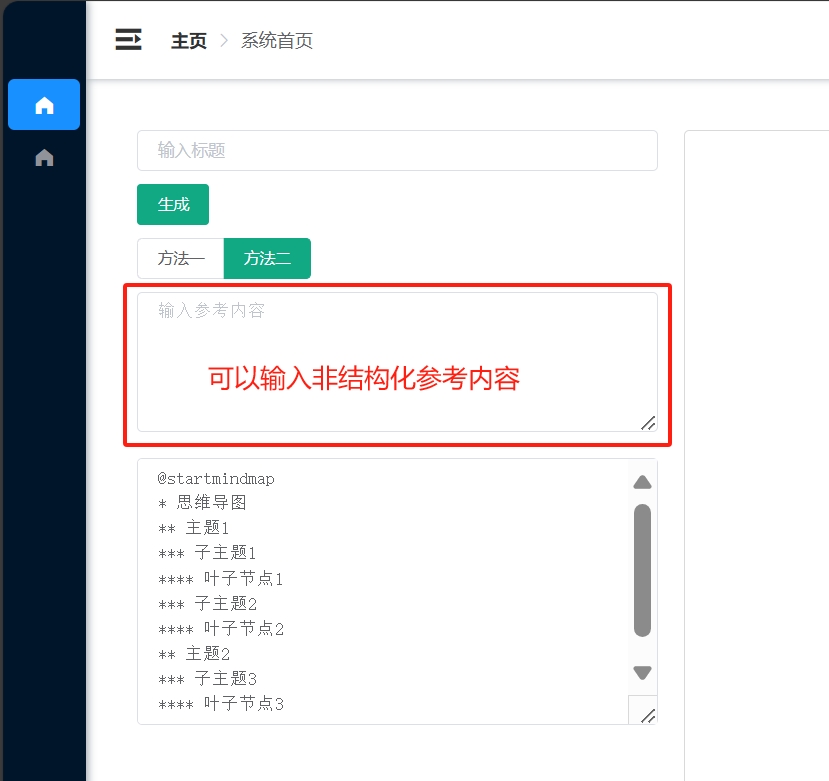 主页 > 系统首页
输入标题
生成
方法一 方法二
输入参考内容
可以输入非结构化参考内容
@startmindmap
* 思维导图
** 主题1
*** 子主题1
**** 叶子节点1
*** 子主题2
**** 叶子节点2
** 主题2
*** 子主题3
**** 叶子节点3